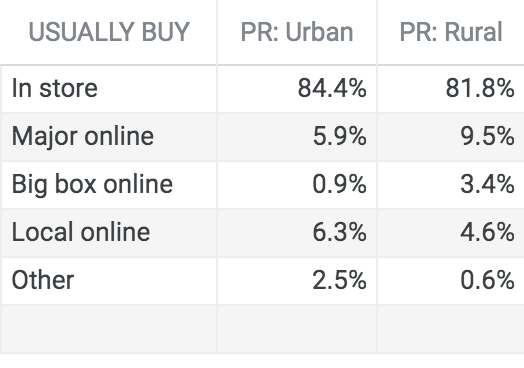 USUALLY BUY PR: Urban PR: Rural
In store 84.4% 81.8%
Major online 5.9% 9.5%
Big box online 0.9% 3.4%
Local online 6.3% 4.6%
Other 2.5% 0.6%